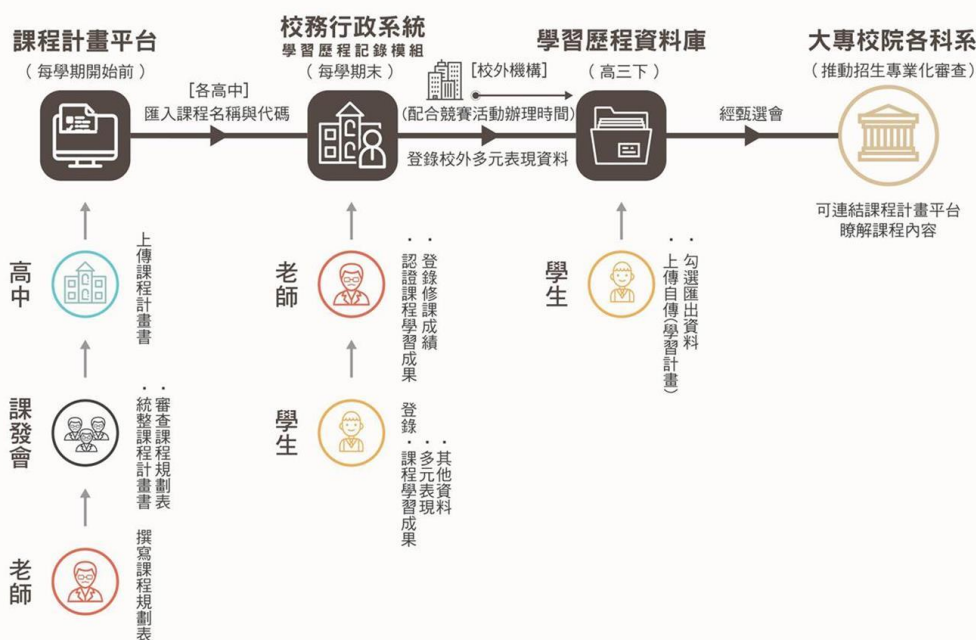 課程計畫平台
（每學期開始前）
校務行政系統
學習歷程記錄模組
（每學期末）
學習歷程資料庫
（高三下）
大專校院各科系
（推動招生專業化審查）
[各高中]
匯入課程名稱與代碼
[校外機構]
(配合競賽活動辦理時間)
登錄校外多元表現資料
經甄選會
可連結課程計畫平台
瞭解課程內容
高中
上傳課程計畫書
課發會
・審查課程規劃表
・統整課程計畫書
老師
撰寫課程規劃表
老師
・登錄修課成績
・認證課程學習成果
學生
登錄
・其他資料
・多元表現
・課程學習成果
學生
・勾選匯出資料
・上傳自傳(學習計畫)